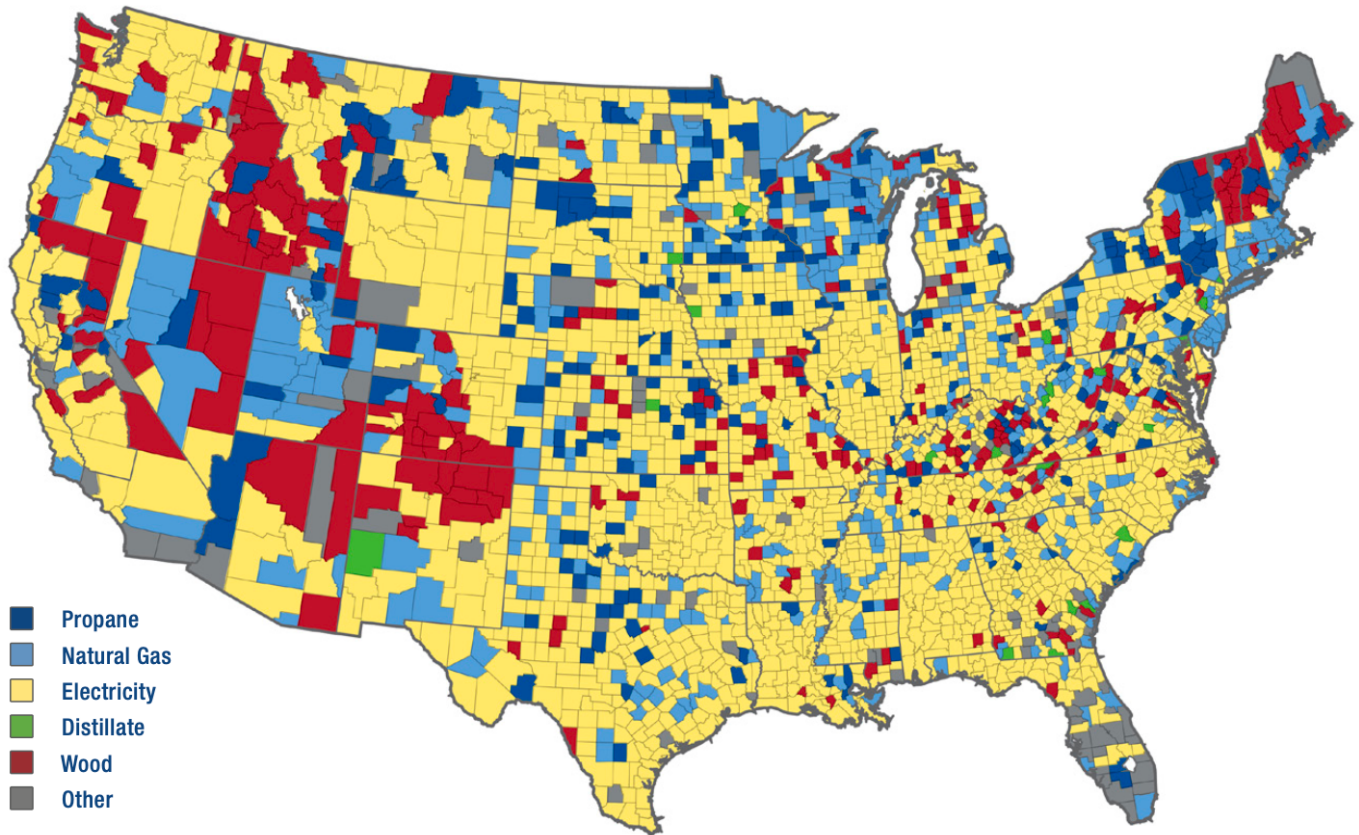 Propane
Natural Gas
Electricity
Distillate
Wood
Other